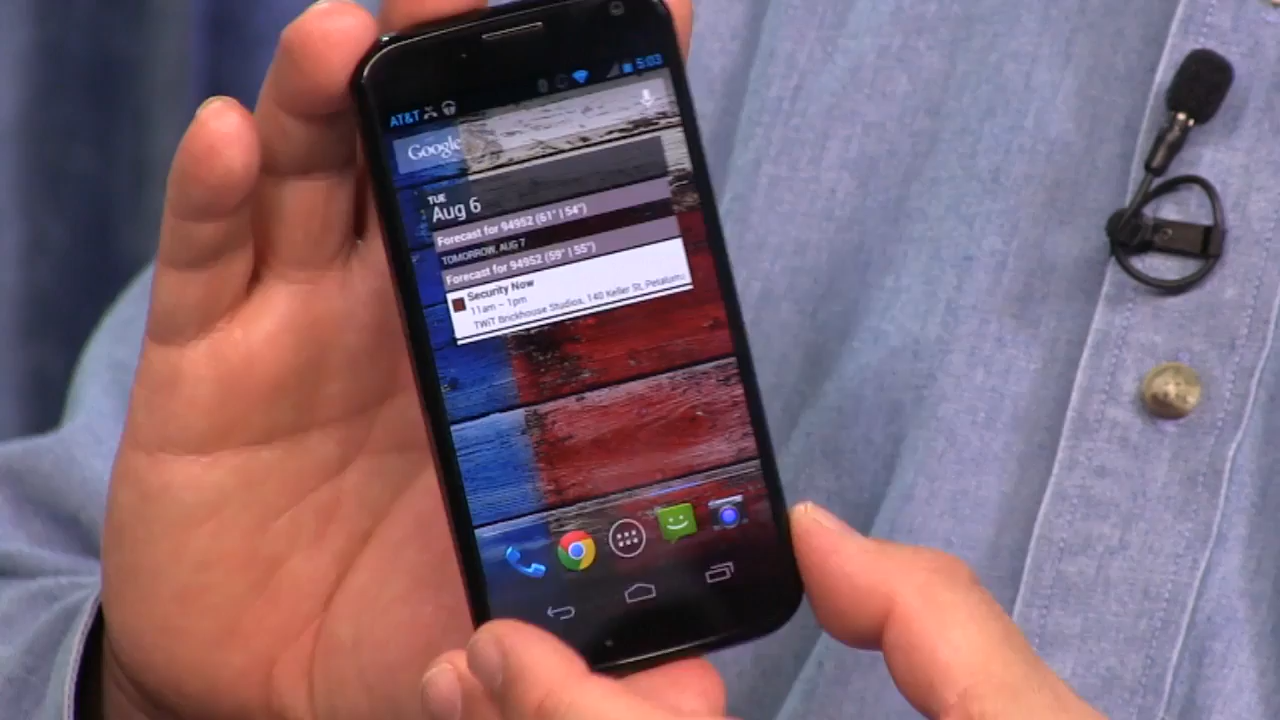 AT&T 5:03
Google
TUE
Aug 6
Forecast for 94952 (61° | 54°)
TOMORROW, AUG 7
Forecast for 94952 (59° | 55°)
Security Now
11am – 1pm
TWiT Brickhouse Studios, 140 Keller St, Petaluma